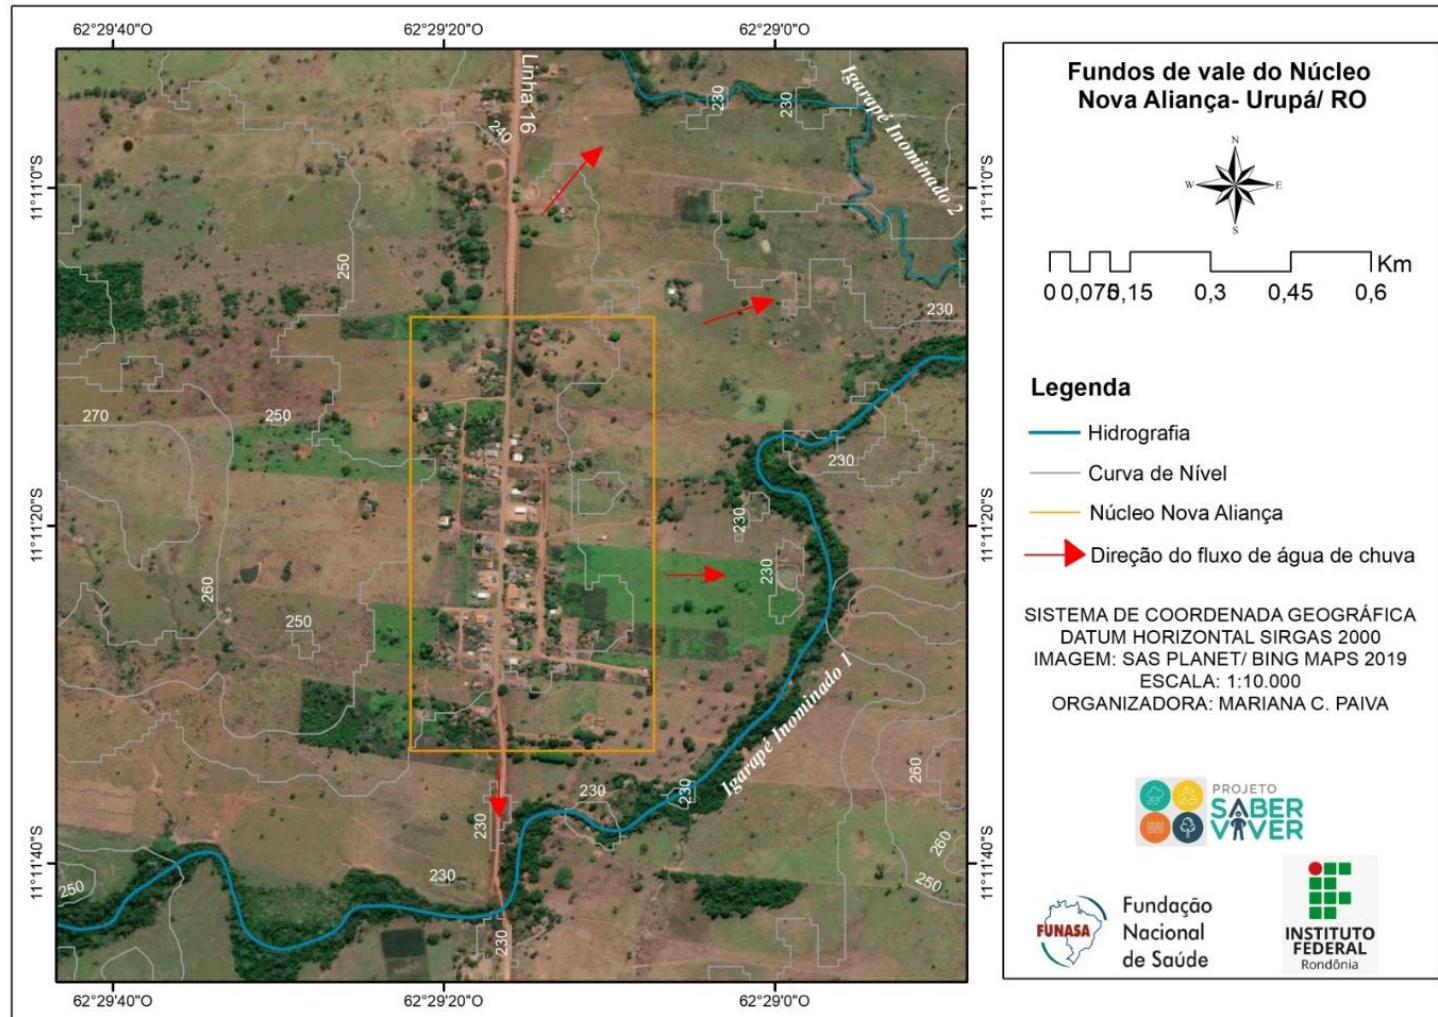 62°29'40"O
62°29'20"O
62°29'0"O
11°11'0"S
11°11'20"S
11°11'40"S
11°11'0"S
11°11'20"S
11°11'40"S
62°29'40"O
62°29'20"O
62°29'0"O
Linha 16
Igarapé Inominado 2
Igarapé Inominado 1
230
230
240
250
230
270
250
230
230
230
260
250
230
230
260
230
230
260
250
250
230
Fundos de vale do Núcleo
Nova Aliança- Urupá/ RO
N
W
E
S
Km
0 0,075 0,15 0,3 0,45 0,6
Legenda
Hidrografia
Curva de Nível
Núcleo Nova Aliança
Direção do fluxo de água de chuva
SISTEMA DE COORDENADA GEOGRÁFICA
DATUM HORIZONTAL SIRGAS 2000
IMAGEM: SAS PLANET/ BING MAPS 2019
ESCALA: 1:10.000
ORGANIZADORA: MARIANA C. PAIVA
PROJETO
SABER
VIVER
FUNASA
Fundação
Nacional
de Saúde
INSTITUTO
FEDERAL
Rondônia